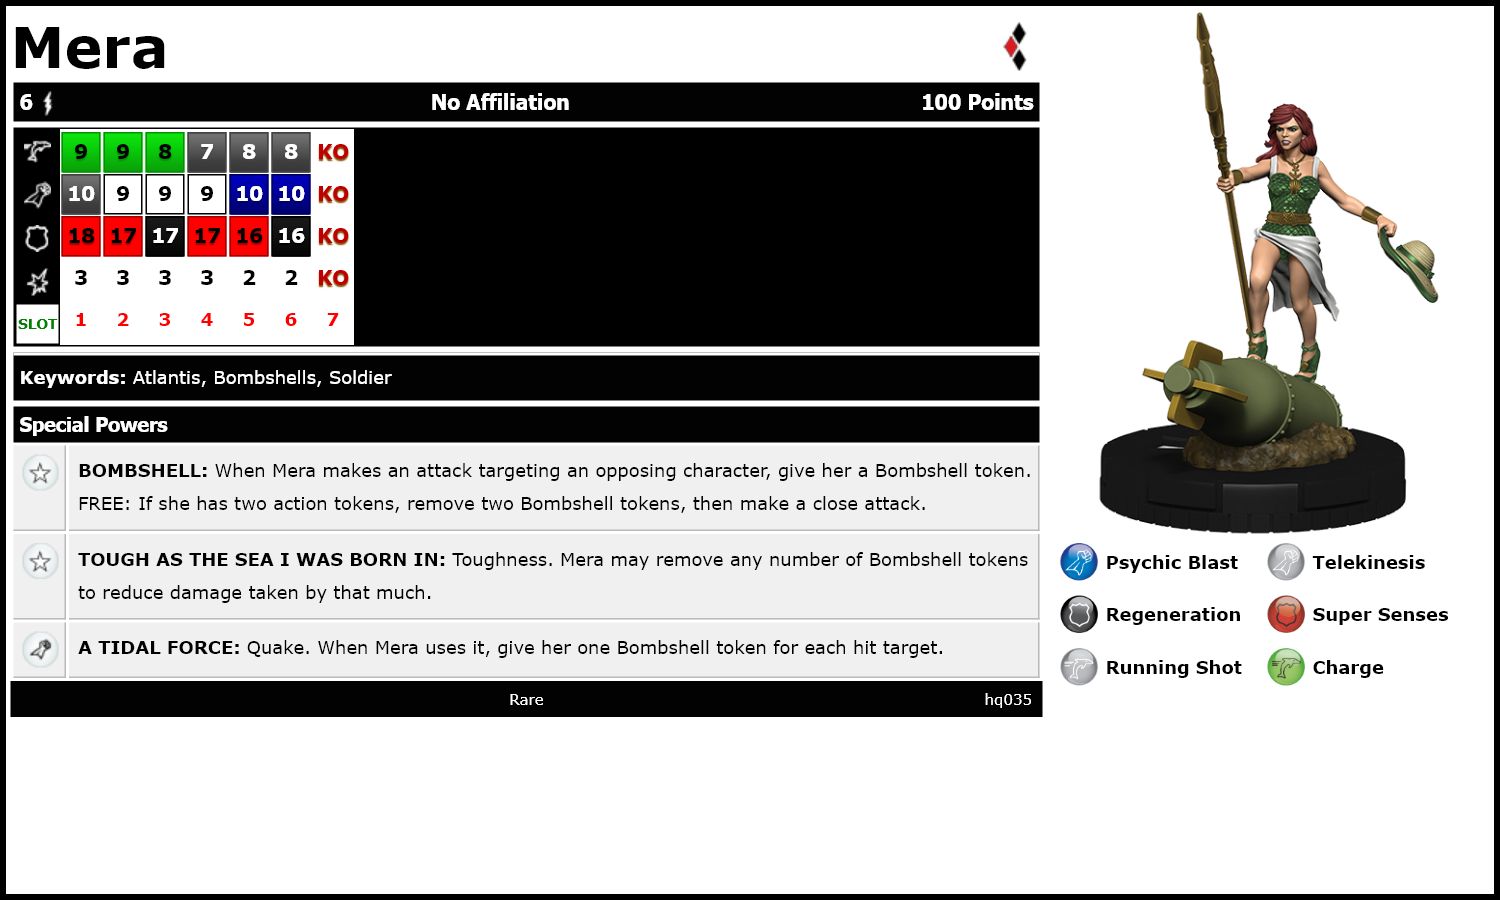 Mera
6 No Affiliation 100 Points
9 9 8 7 8 8 KO
10 9 9 9 10 10 KO
18 17 17 17 16 16 KO
3 3 3 3 2 2 KO
SLOT 1 2 3 4 5 6 7
Keywords: Atlantis, Bombshells, Soldier
Special Powers
BOMBSHELL: When Mera makes an attack targeting an opposing character, give her a Bombshell token.
FREE: If she has two action tokens, remove two Bombshell tokens, then make a close attack.
TOUGH AS THE SEA I WAS BORN IN: Toughness. Mera may remove any number of Bombshell tokens
to reduce damage taken by that much.
A TIDAL FORCE: Quake. When Mera uses it, give her one Bombshell token for each hit target.
Rare hq035
Psychic Blast Telekinesis
Regeneration Super Senses
Running Shot Charge